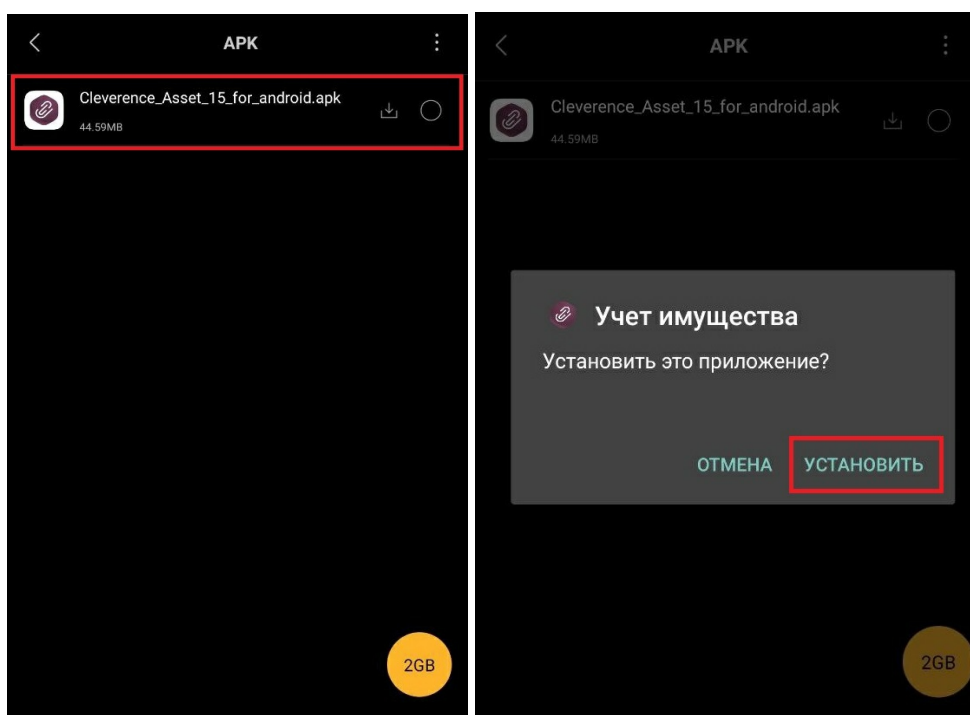 APK
Cleverence_Asset_15_for_android.apk
44.59MB
2GB
APK
Cleverence_Asset_15_for_android.apk
44.59MB
Учет имущества
Установить это приложение?
ОТМЕНА УСТАНОВИТЬ
2GB